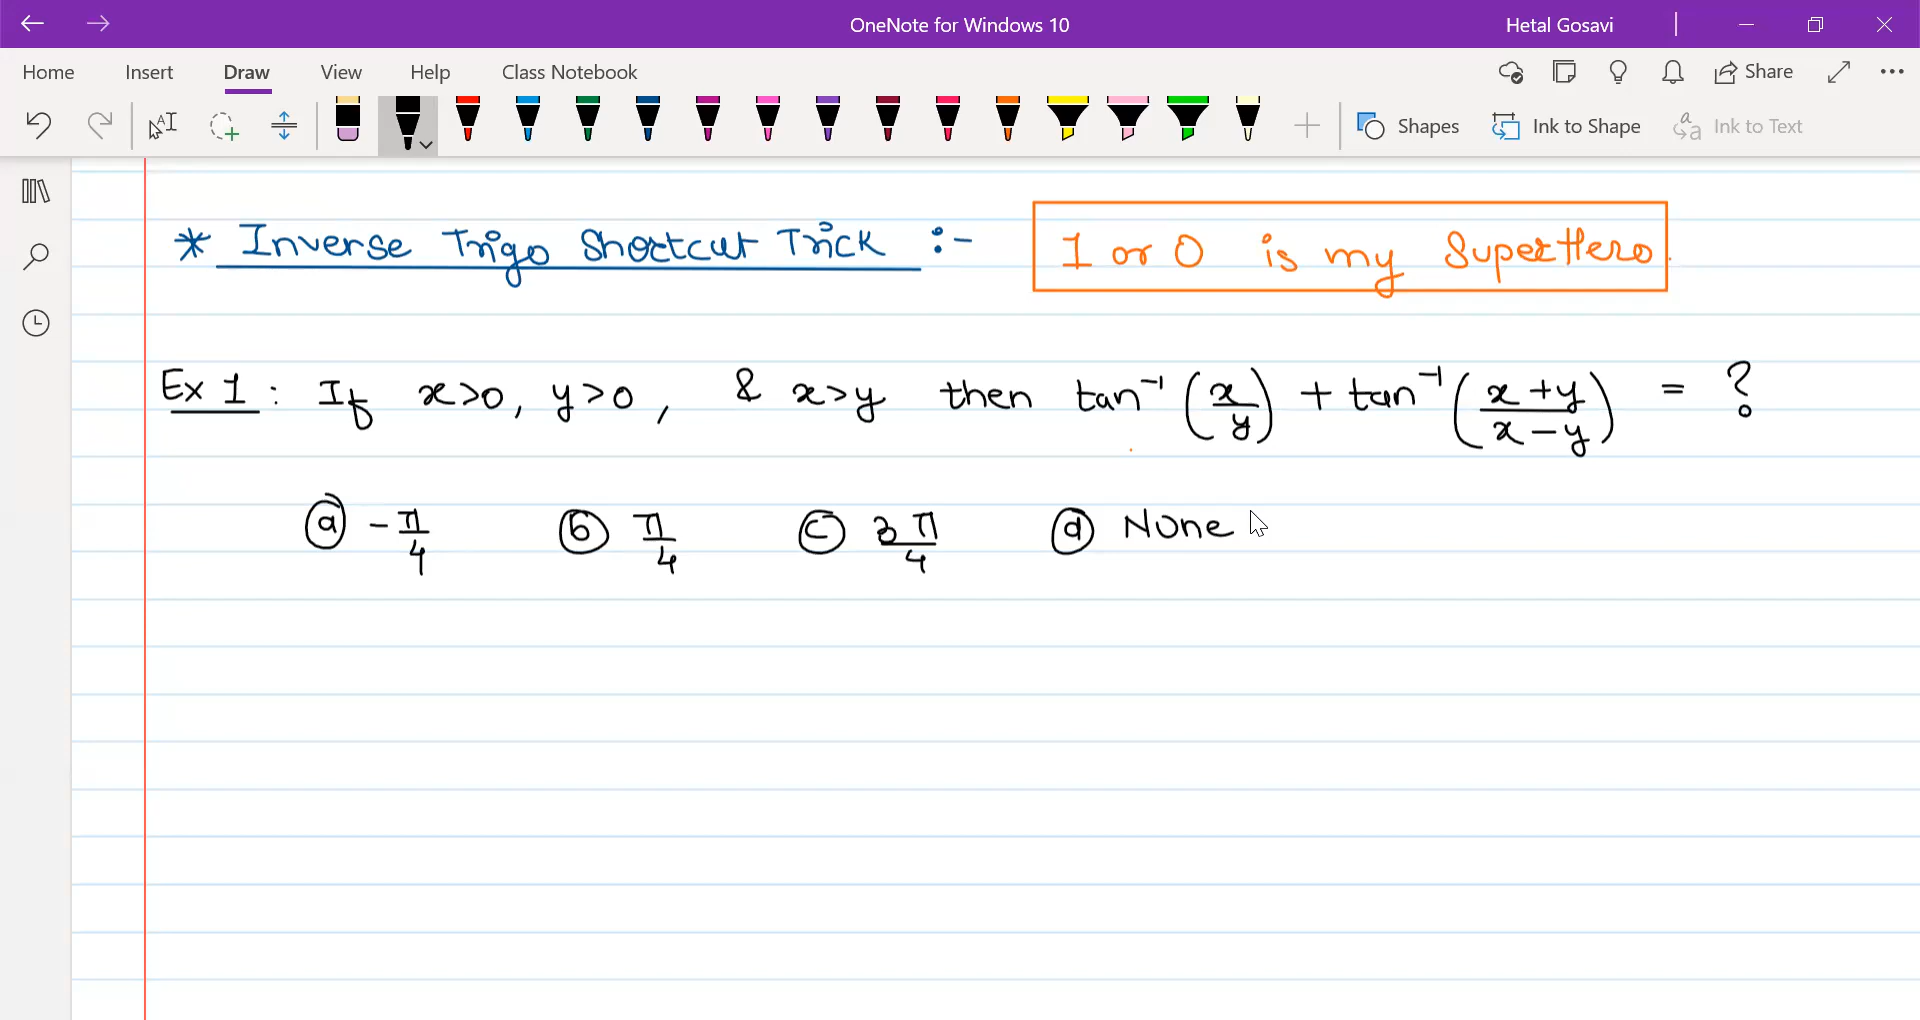 OneNote for Windows 10
Hetal Gosavi
Home Insert Draw View Help Class Notebook Share
Shapes Ink to Shape Ink to Text
* Inverse Trigo Shortcut Trick :-
1 or 0 is my SuperHero.
Ex 1 : If x>0, y>0, & x>y then tan⁻¹(x/y) + tan⁻¹((x+y)/(x-y)) = ?
ⓐ -π/4 ⓑ π/4 ⓒ 3π/4 ⓓ None